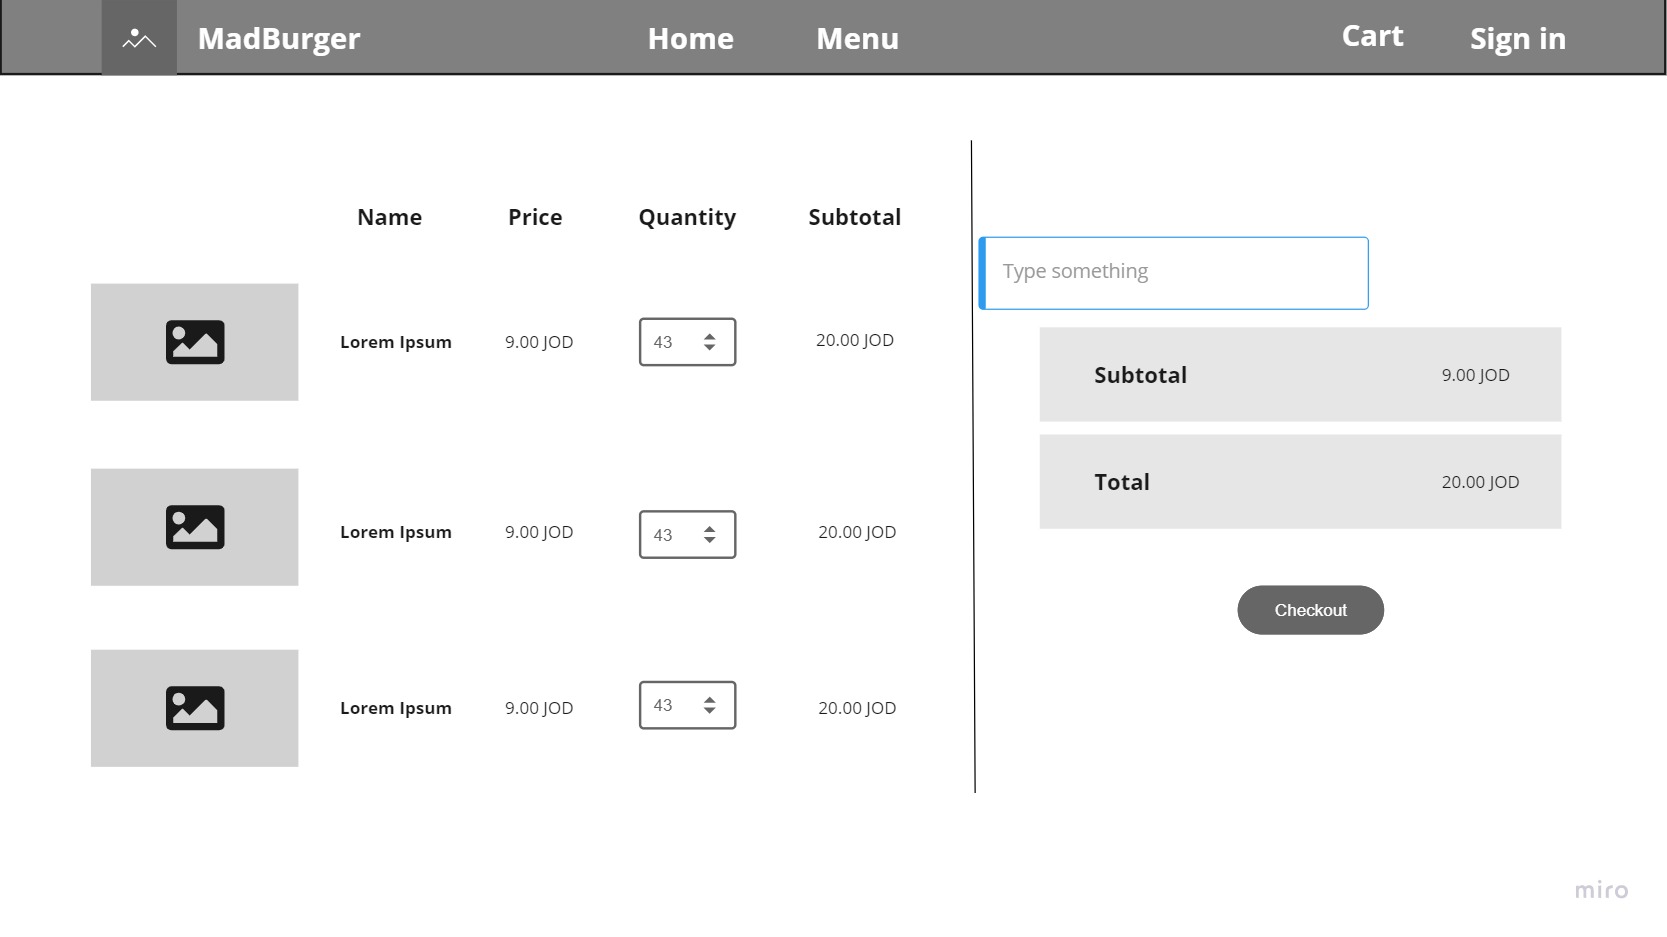 MadBurger Home Menu Cart Sign in
Name Price Quantity Subtotal
Lorem Ipsum 9.00 JOD 43 20.00 JOD
Lorem Ipsum 9.00 JOD 43 20.00 JOD
Lorem Ipsum 9.00 JOD 43 20.00 JOD
Type something
Subtotal 9.00 JOD
Total 20.00 JOD
Checkout
miro